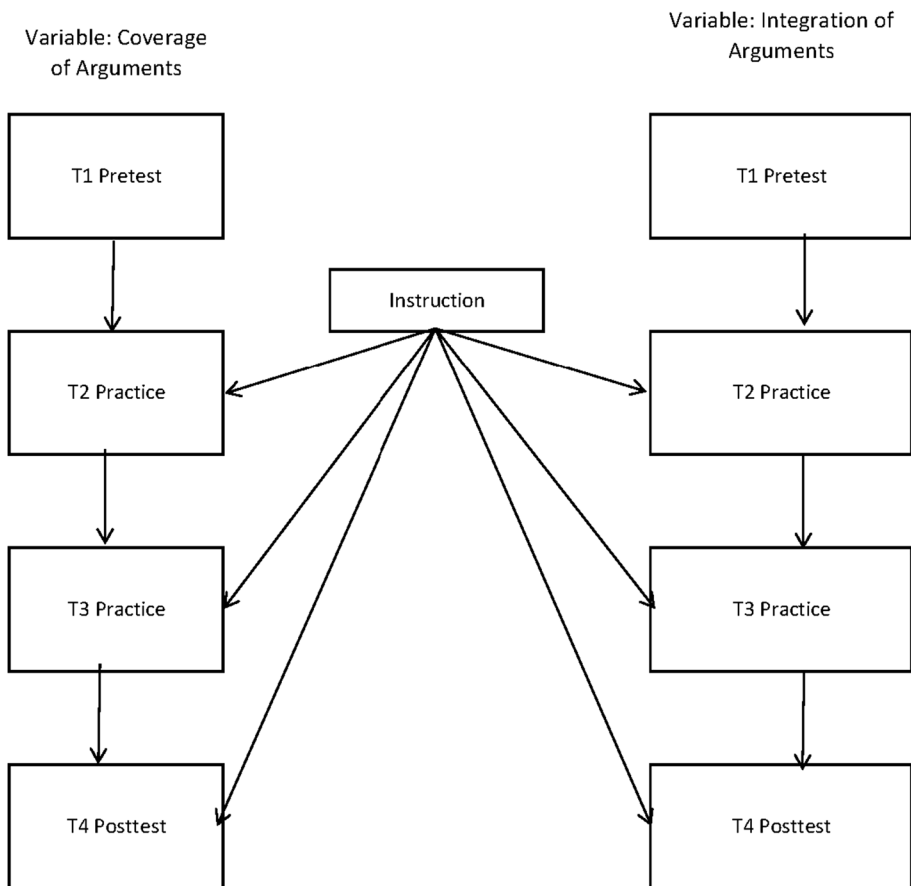 Variable: Coverage
of Arguments
Variable: Integration of
Arguments
T1 Pretest
T1 Pretest
Instruction
T2 Practice
T2 Practice
T3 Practice
T3 Practice
T4 Posttest
T4 Posttest